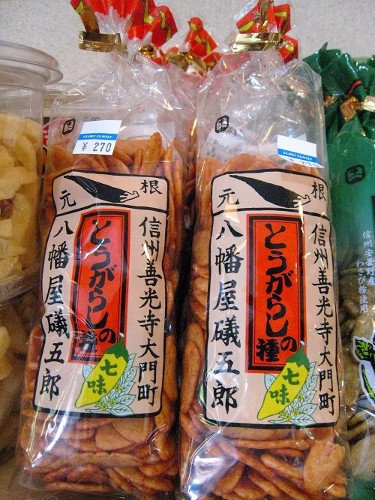 ¥270
根
元
信州善光寺大門町
とうがらしの種
八幡屋礒五郎
七味
根
元
信州善光寺大門町
とうがらしの種
八幡屋礒五郎
七味